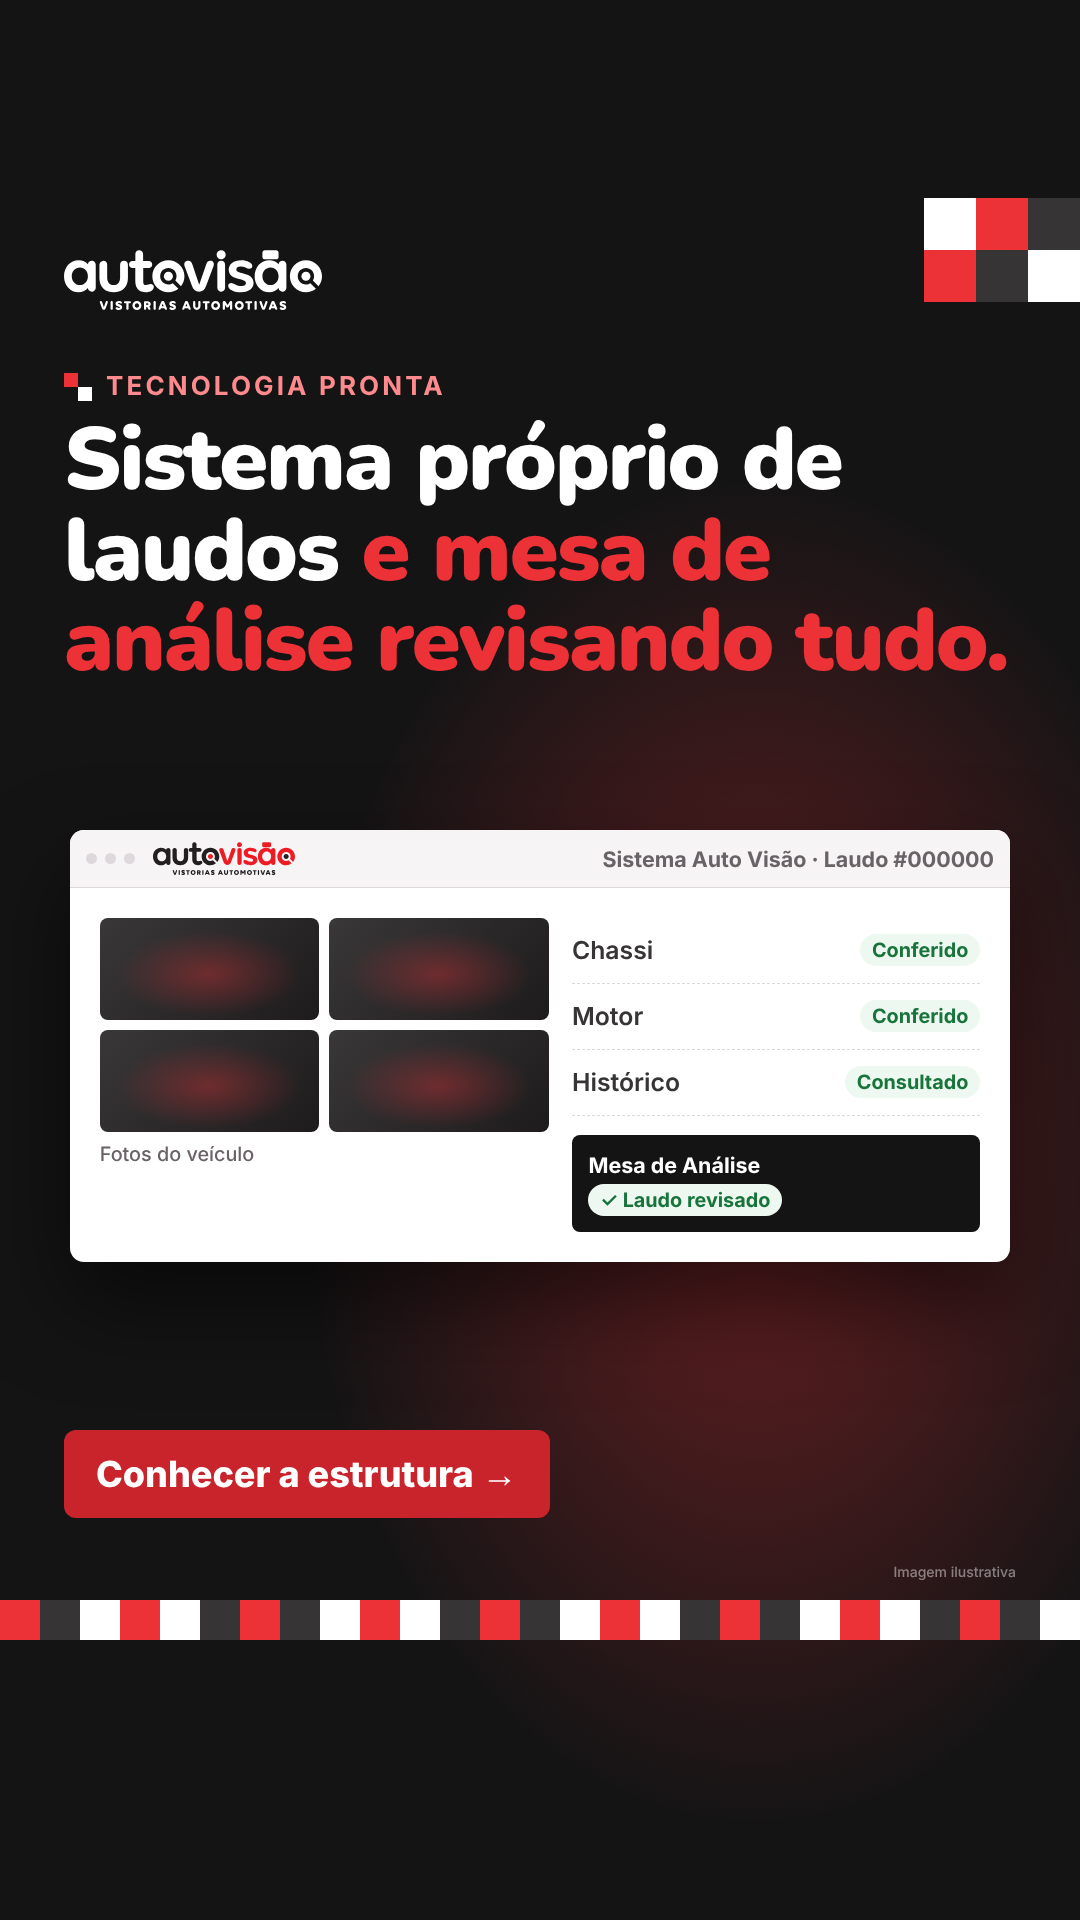 autovisão
VISTORIAS AUTOMOTIVAS
TECNOLOGIA PRONTA
Sistema próprio de
laudos e mesa de
análise revisando tudo.
autovisão
VISTORIAS AUTOMOTIVAS
Sistema Auto Visão · Laudo #000000
Chassi Conferido
Motor Conferido
Histórico Consultado
Fotos do veículo
Mesa de Análise
✓ Laudo revisado
Conhecer a estrutura →
Imagem ilustrativa